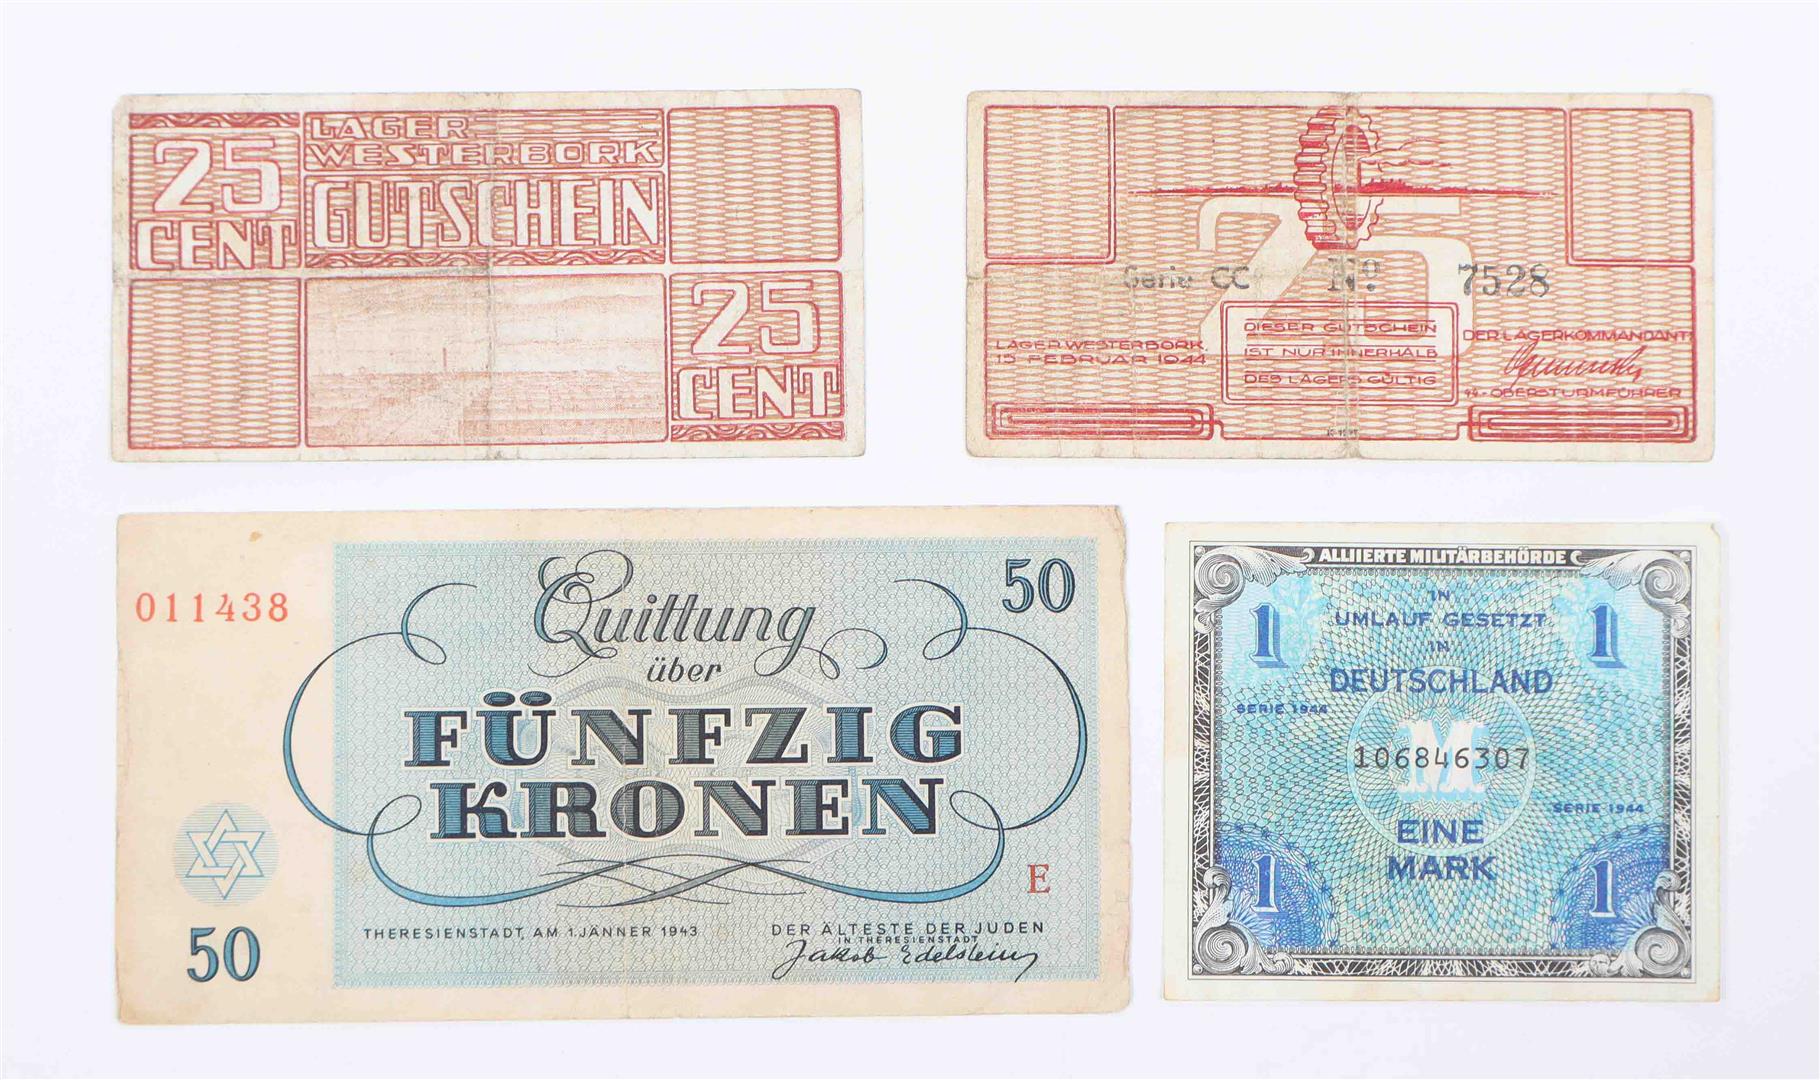 25
CENT
LAGER
WESTERBORK
GUTSCHEIN
25
CENT
25
Serie CC No. 7528
LAGER WESTERBORK,
15 FEBRUAR 1944
DIESER GUTSCHEIN
IST NUR INNERHALB
DES LAGERS GÜLTIG
DER LAGERKOMMANDANT:
SS-OBERSTURMFÜHRER
011438
50
Quittung
über
FÜNFZIG
KRONEN
50
E
THERESIENSTADT, AM 1. JÄNNER 1943
DER ÄLTESTE DER JUDEN
IN THERESIENSTADT
Jakob Edelstein
50
ALLIIERTE MILITÄRBEHÖRDE
1
IN
UMLAUF GESETZT
IN
DEUTSCHLAND
1
SERIE 1944
M
106846307
SERIE 1944
EINE
MARK
1
1